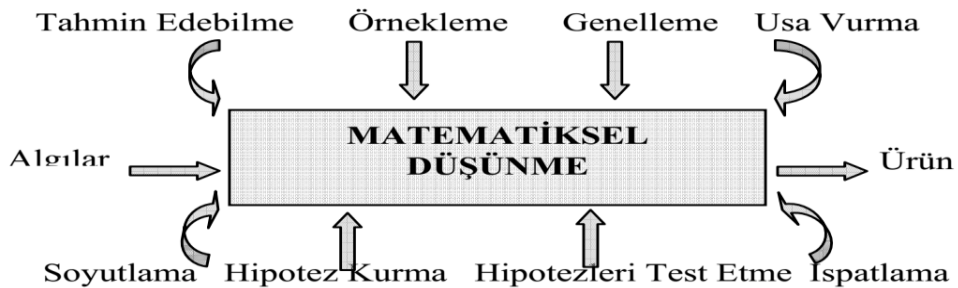 Tahmin Edebilme Örnekleme Genelleme Usa Vurma
MATEMATİKSEL
DÜŞÜNME
Algılar
Ürün
Soyutlama Hipotez Kurma Hipotezleri Test Etme İspatlama